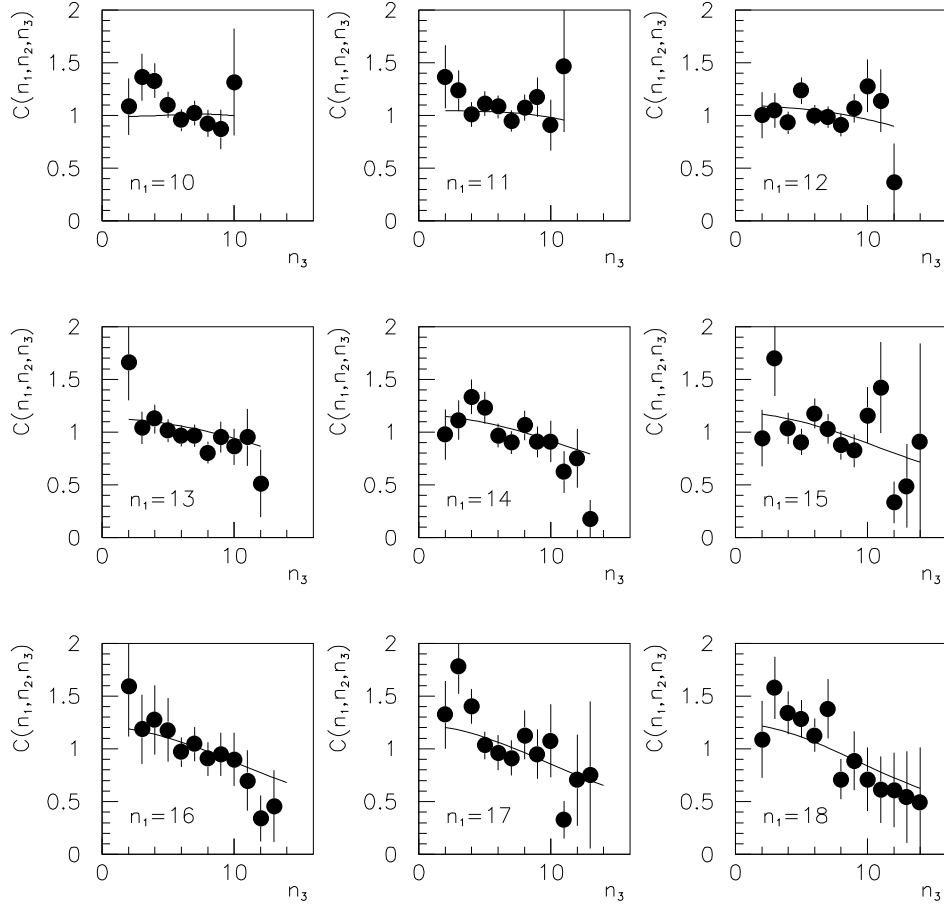 C(n₁,n₂,n₃)
2
1.5
1
0.5
0
n₁=10
0 10
n₃
C(n₁,n₂,n₃)
2
1.5
1
0.5
0
n₁=11
0 10
n₃
C(n₁,n₂,n₃)
2
1.5
1
0.5
0
n₁=12
0 10
n₃
C(n₁,n₂,n₃)
2
1.5
1
0.5
0
n₁=13
0 10
n₃
C(n₁,n₂,n₃)
2
1.5
1
0.5
0
n₁=14
0 10
n₃
C(n₁,n₂,n₃)
2
1.5
1
0.5
0
n₁=15
0 10
n₃
C(n₁,n₂,n₃)
2
1.5
1
0.5
0
n₁=16
0 10
n₃
C(n₁,n₂,n₃)
2
1.5
1
0.5
0
n₁=17
0 10
n₃
C(n₁,n₂,n₃)
2
1.5
1
0.5
0
n₁=18
0 10
n₃